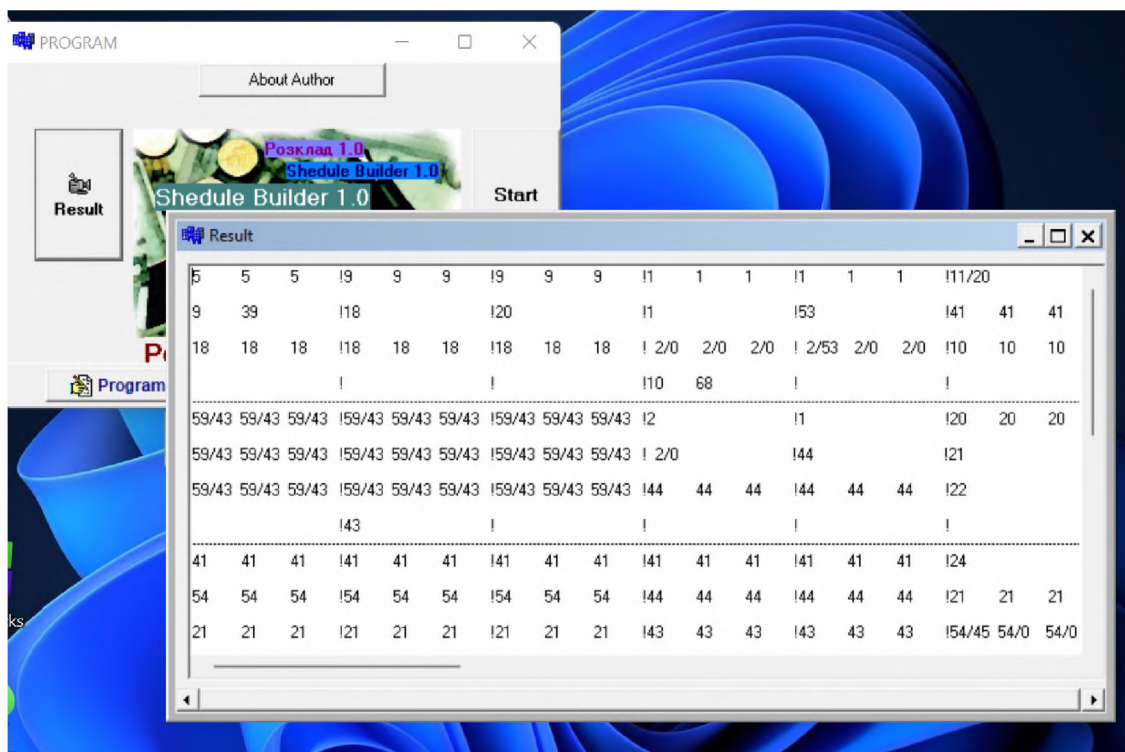 PROGRAM
About Author
Розклад 1.0
Shedule Builder 1.0
Shedule Builder 1.0
Result
Start
Program
Result
5 5 5 !9 9 9 !9 9 9 !1 1 1 !1 1 1 !11/20
9 39 !18 !20 !1 !53 !41 41 41
18 18 18 !18 18 18 !18 18 18 ! 2/0 2/0 2/0 ! 2/53 2/0 2/0 !10 10 10
! ! !10 68 ! !
59/43 59/43 59/43 !59/43 59/43 59/43 !59/43 59/43 59/43 !2 !1 !20 20 20
59/43 59/43 59/43 !59/43 59/43 59/43 !59/43 59/43 59/43 ! 2/0 !44 !21
59/43 59/43 59/43 !59/43 59/43 59/43 !59/43 59/43 59/43 !44 44 44 !44 44 44 !22
!43 ! ! ! !
41 41 41 !41 41 41 !41 41 41 !41 41 41 !41 41 41 !24
54 54 54 !54 54 54 !54 54 54 !44 44 44 !44 44 44 !21 21 21
21 21 21 !21 21 21 !21 21 21 !43 43 43 !43 43 43 !54/45 54/0 54/0